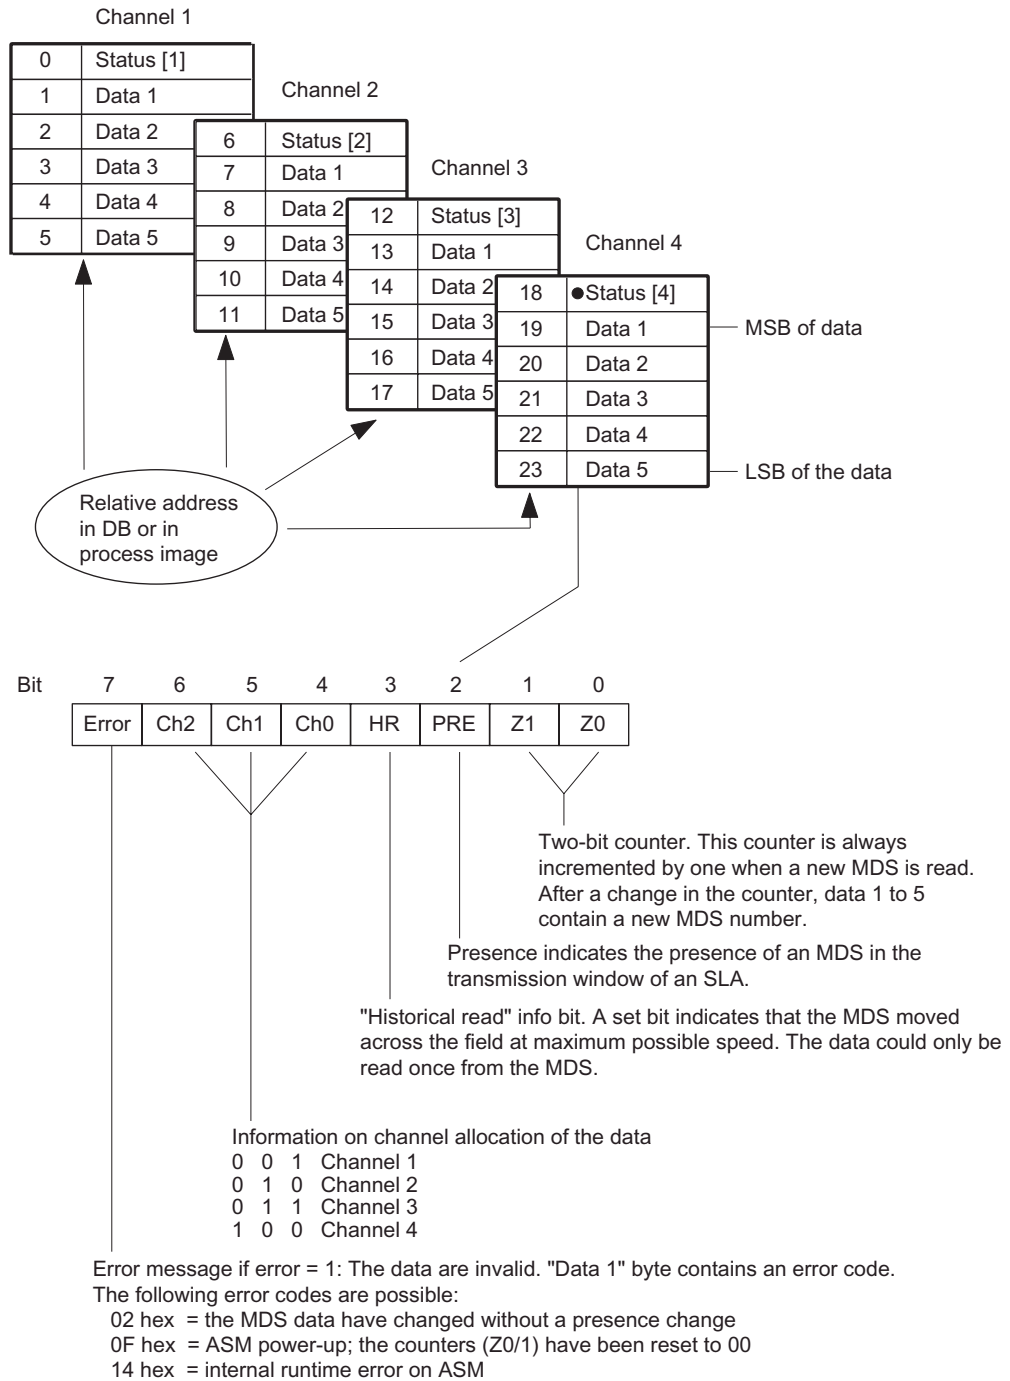 Channel 1
0 Status [1]
1 Data 1
2 Data 2
3 Data 3
4 Data 4
5 Data 5
Channel 2
6 Status [2]
7 Data 1
8 Data 2
9 Data 3
10 Data 4
11 Data 5
Channel 3
12 Status [3]
13 Data 1
14 Data 2
15 Data 3
16 Data 4
17 Data 5
Channel 4
18 Status [4]
19 Data 1
20 Data 2
21 Data 3
22 Data 4
23 Data 5
MSB of data
LSB of the data
Relative address
in DB or in
process image
Bit 7 6 5 4 3 2 1 0
Error Ch2 Ch1 Ch0 HR PRE Z1 Z0
Two-bit counter. This counter is always
incremented by one when a new MDS is read.
After a change in the counter, data 1 to 5
contain a new MDS number.
Presence indicates the presence of an MDS in the
transmission window of an SLA.
"Historical read" info bit. A set bit indicates that the MDS moved
across the field at maximum possible speed. The data could only be
read once from the MDS.
Information on channel allocation of the data
0 0 1 Channel 1
0 1 0 Channel 2
0 1 1 Channel 3
1 0 0 Channel 4
Error message if error = 1: The data are invalid. "Data 1" byte contains an error code.
The following error codes are possible:
02 hex = the MDS data have changed without a presence change
0F hex = ASM power-up; the counters (Z0/1) have been reset to 00
14 hex = internal runtime error on ASM